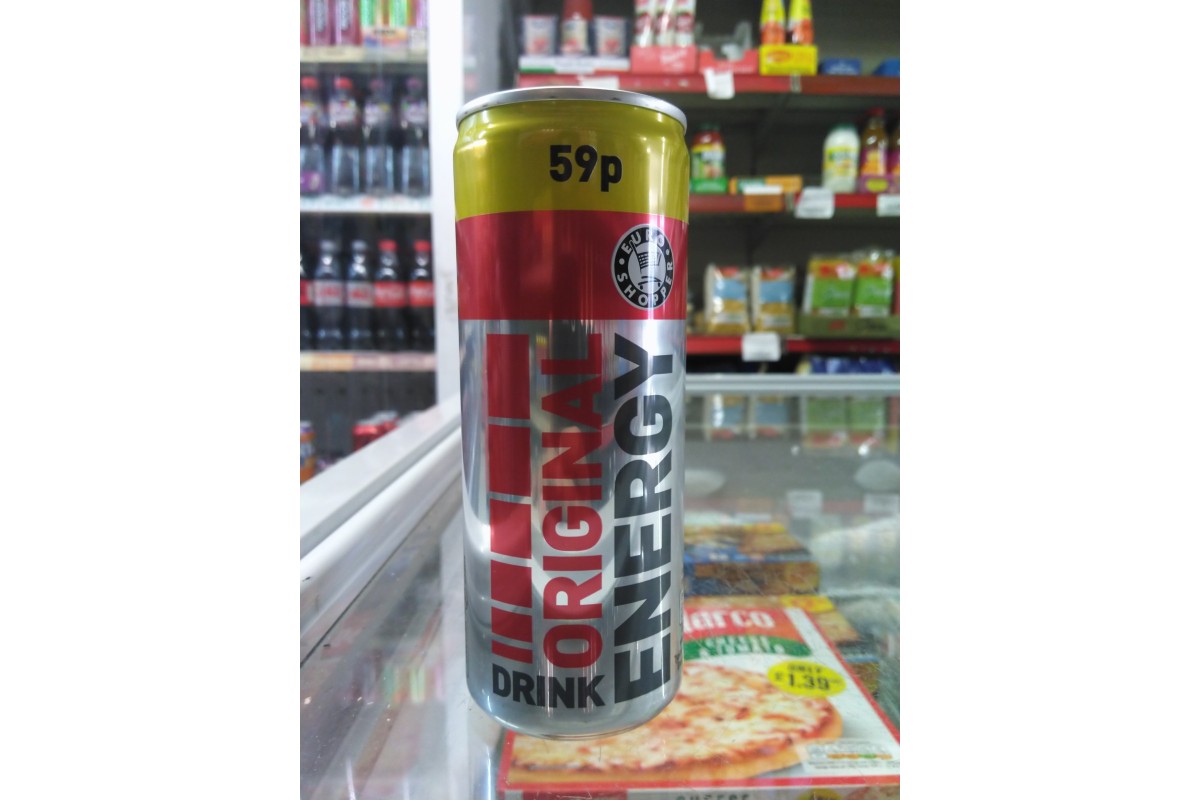 59p
EURO
SHOPPER
ORIGINAL
ENERGY
DRINK
ONLY
£1.39